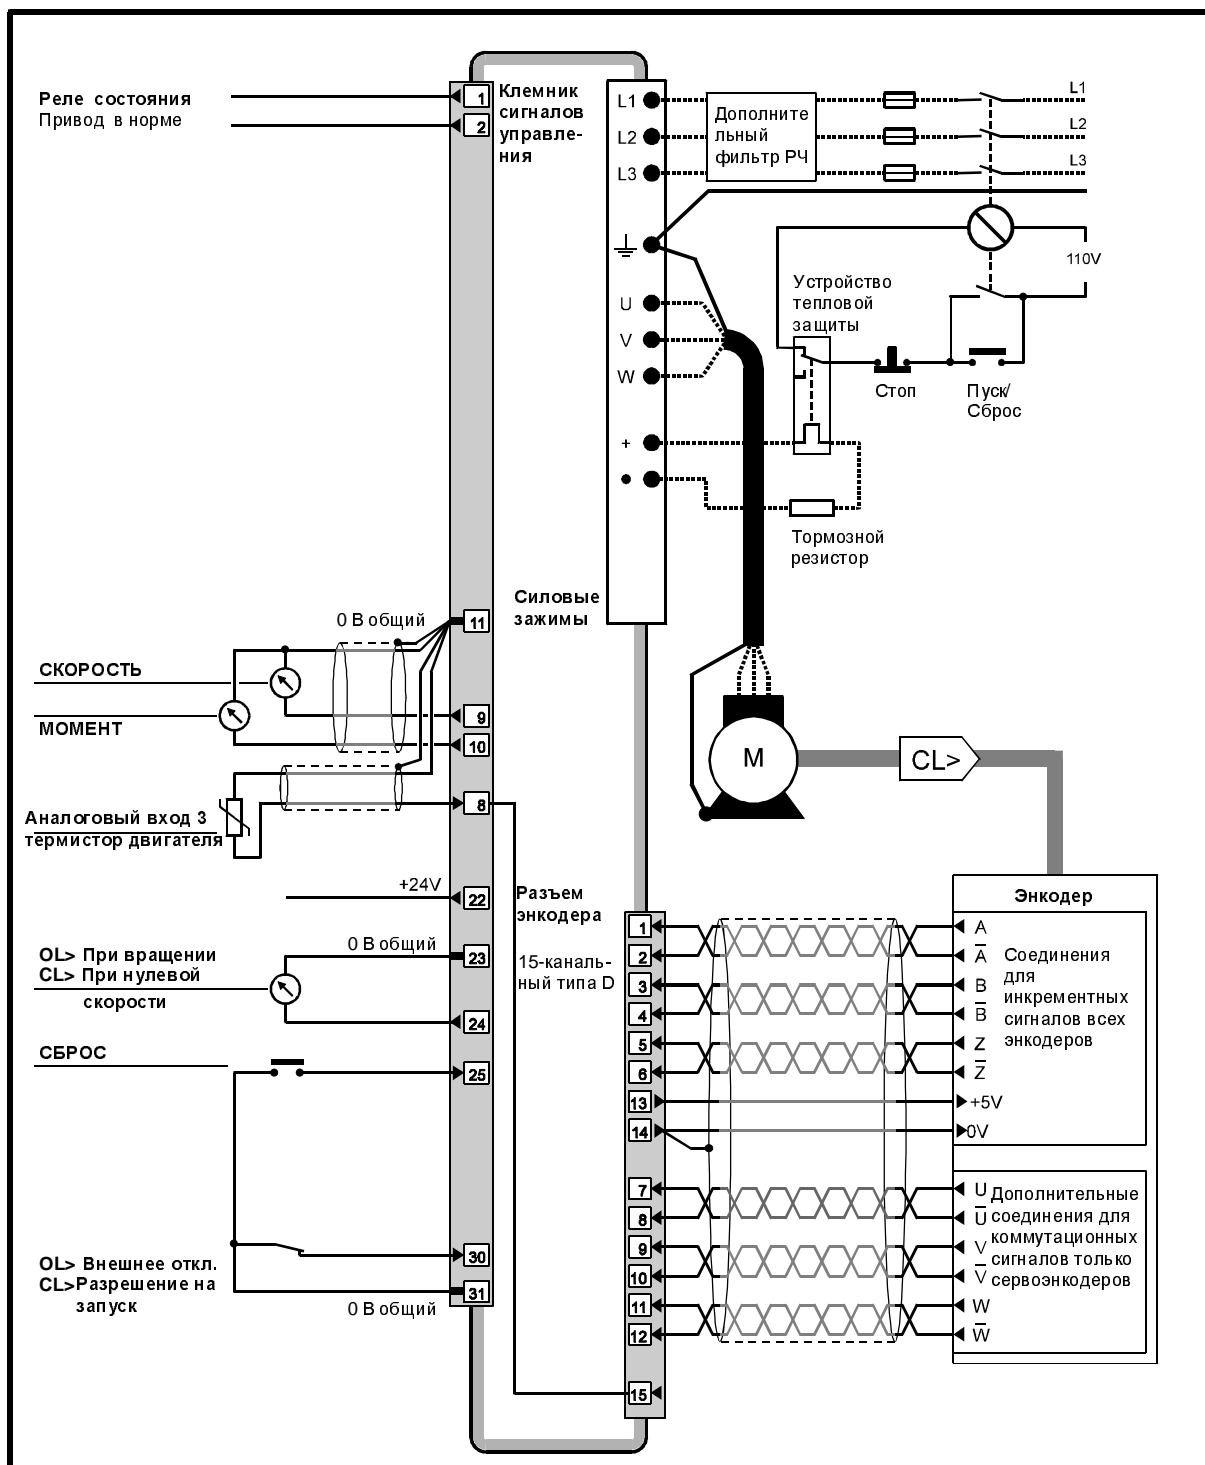 Реле состояния
Привод в норме
1
2
Клемник
сигналов
управле-
ния
L1
L2
L3
Дополните
льный
фильтр РЧ
L1
L2
L3
110V
U
V
W
+
Устройство
тепловой
защиты
Стоп
Пуск/
Сброс
Тормозной
резистор
Силовые
зажимы
0 В общий
11
СКОРОСТЬ
МОМЕНТ
9
10
8
Аналоговый вход 3
термистор двигателя
M
CL>
+24V
22
0 В общий
23
OL> При вращении
CL> При нулевой
скорости
24
СБРОС
25
OL> Внешнее откл.
CL>Разрешение на
запуск
30
31
0 В общий
Разъем
энкодера
15-каналь-
ный типа D
1
2
3
4
5
6
13
14
7
8
9
10
11
12
15
Энкодер
A
A̅
B
B̅
Z
Z̅
+5V
0V
Соединения
для
инкрементных
сигналов всех
энкодеров
U
U̅
V
V̅
W
W̅
Дополнительные
соединения для
коммутационных
сигналов только
сервоэнкодеров